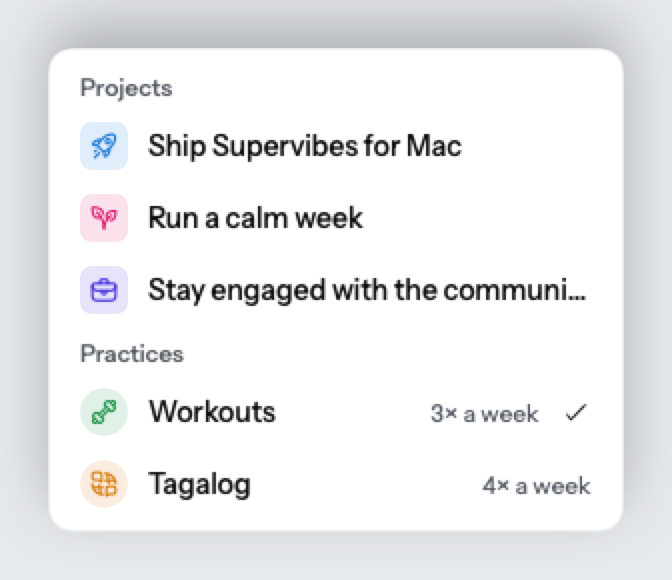 Projects
Ship Supervibes for Mac
Run a calm week
Stay engaged with the communi...
Practices
Workouts 3× a week
Tagalog 4× a week